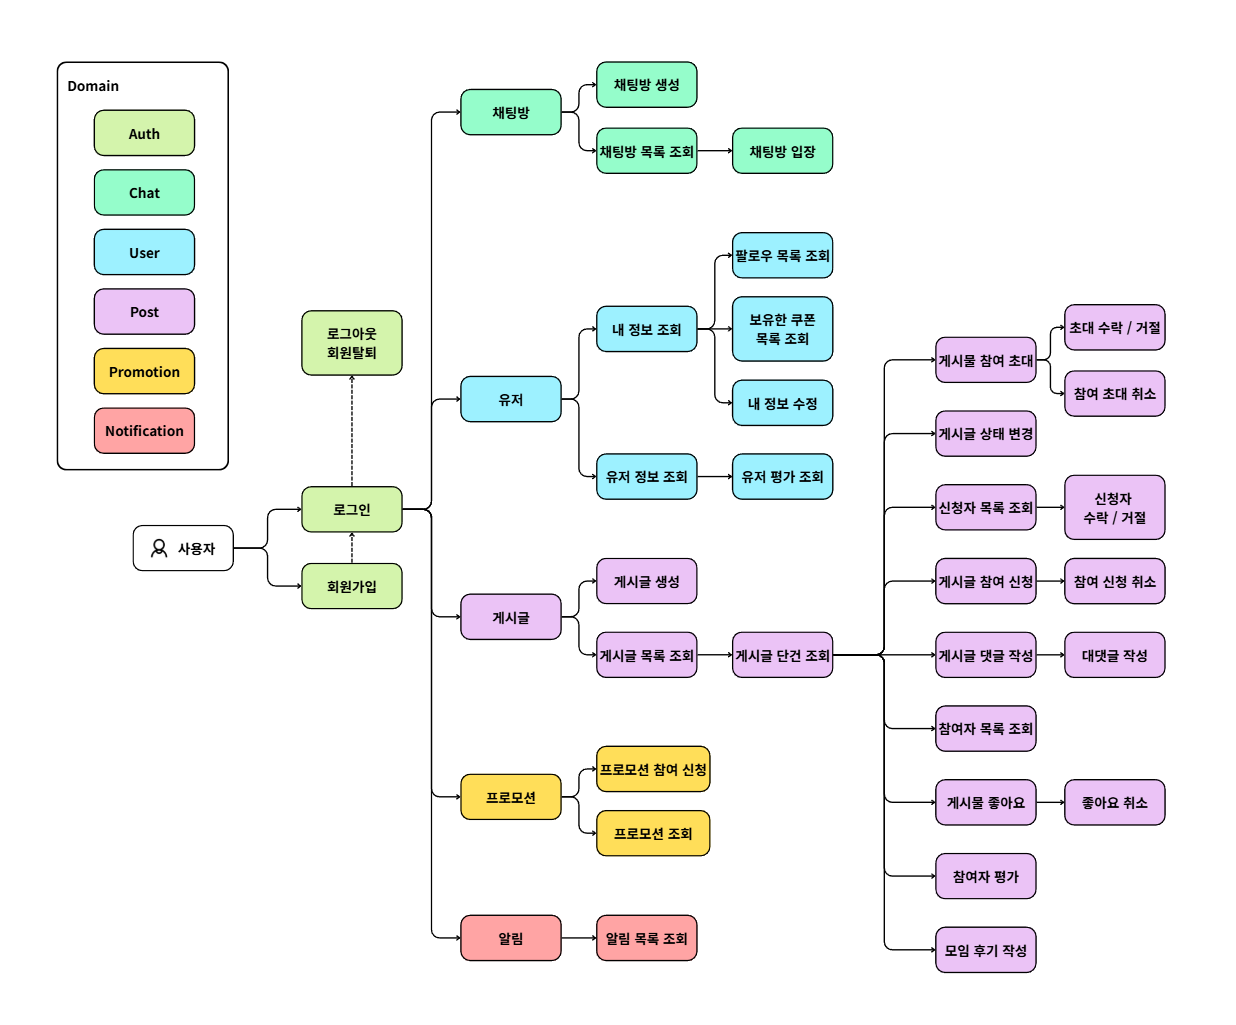 Domain
Auth
Chat
User
Post
Promotion
Notification
사용자
로그아웃
회원탈퇴
로그인
회원가입
채팅방
채팅방 생성
채팅방 목록 조회
채팅방 입장
유저
내 정보 조회
팔로우 목록 조회
보유한 쿠폰
목록 조회
내 정보 수정
유저 정보 조회
유저 평가 조회
게시글
게시글 생성
게시글 목록 조회
게시글 단건 조회
게시물 참여 초대
초대 수락 / 거절
참여 초대 취소
게시글 상태 변경
신청자 목록 조회
신청자
수락 / 거절
게시글 참여 신청
참여 신청 취소
게시글 댓글 작성
대댓글 작성
참여자 목록 조회
게시물 좋아요
좋아요 취소
참여자 평가
모임 후기 작성
프로모션
프로모션 참여 신청
프로모션 조회
알림
알림 목록 조회